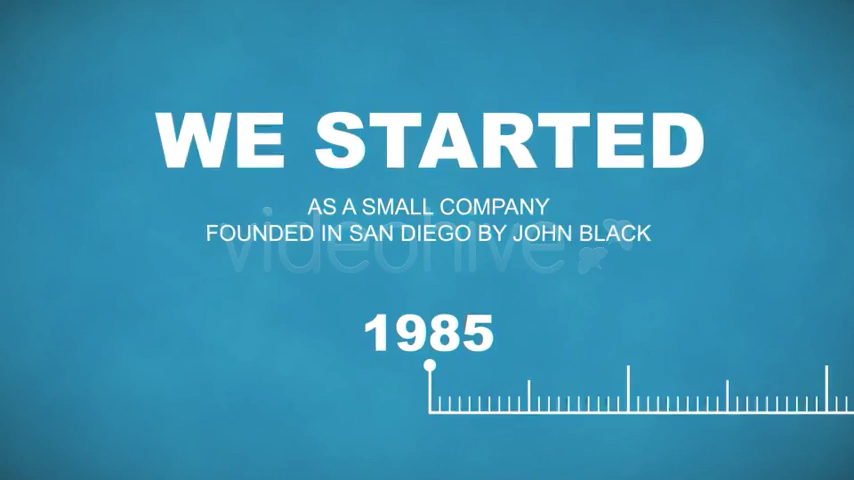 WE STARTED
AS A SMALL COMPANY
FOUNDED IN SAN DIEGO BY JOHN BLACK
videohive
1985